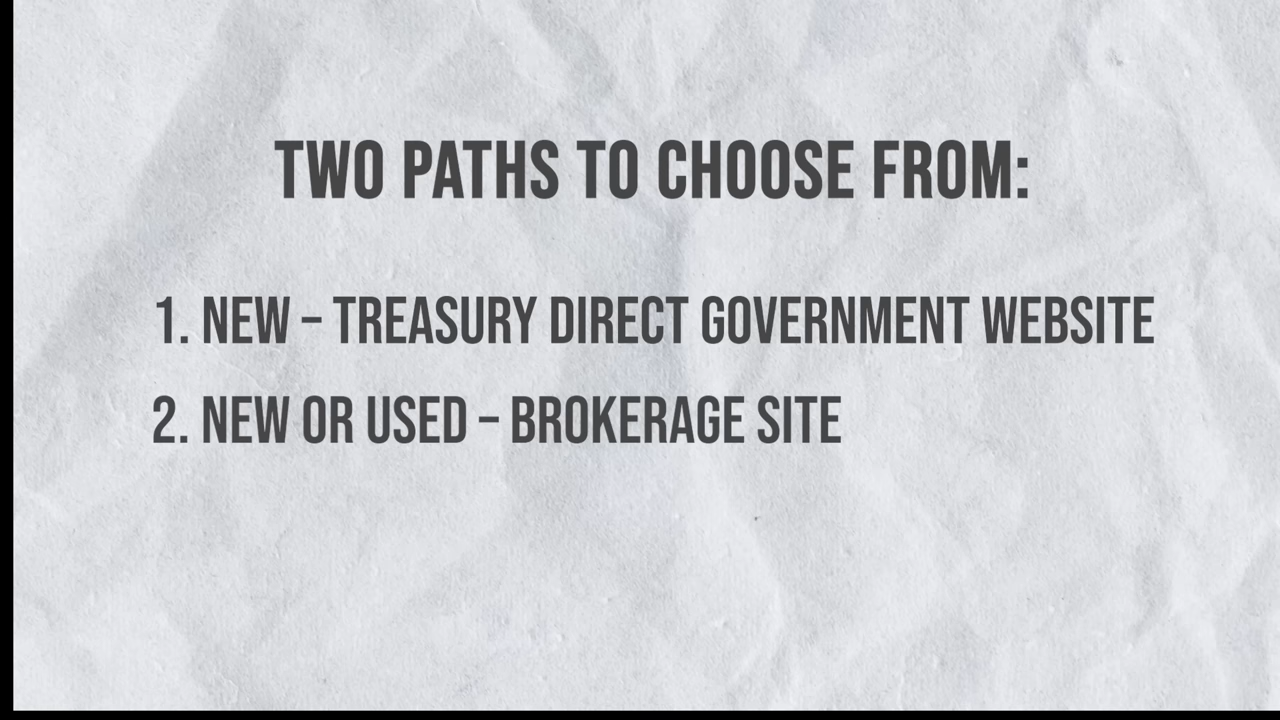 TWO PATHS TO CHOOSE FROM:
1. NEW – TREASURY DIRECT GOVERNMENT WEBSITE
2. NEW OR USED – BROKERAGE SITE